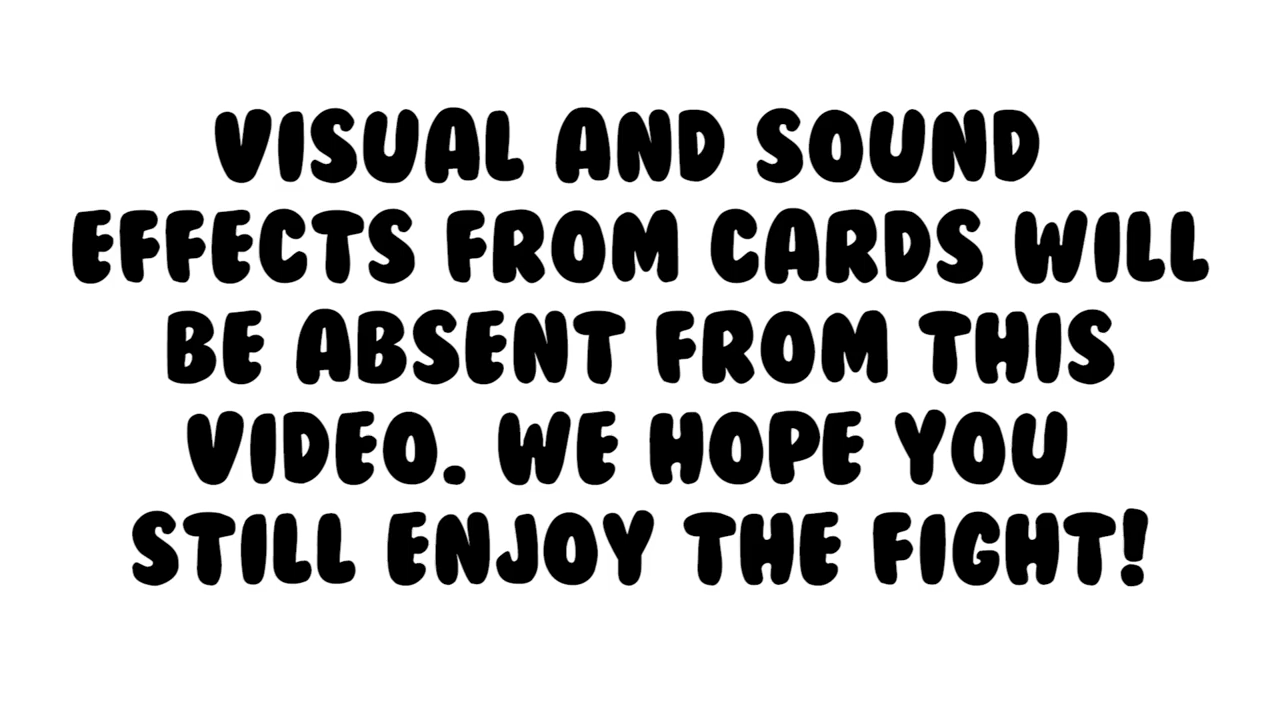 VISUAL AND SOUND
EFFECTS FROM CARDS WILL
BE ABSENT FROM THIS
VIDEO. WE HOPE YOU
STILL ENJOY THE FIGHT!